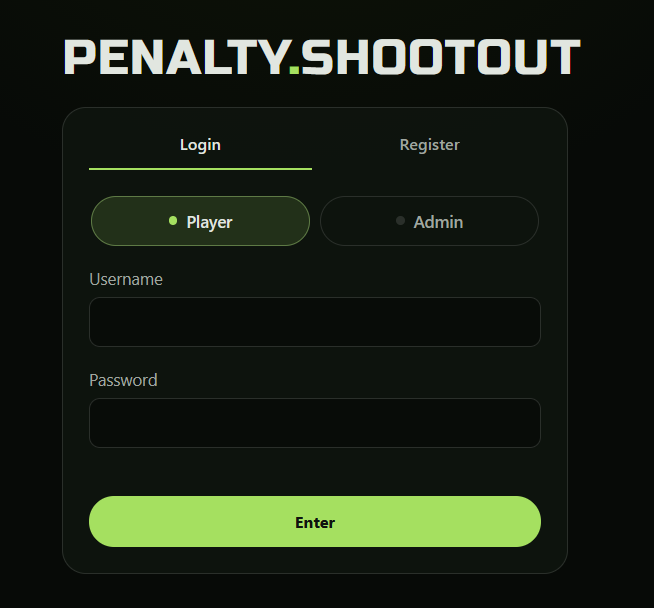 PENALTY.SHOOTOUT
Login Register
Player Admin
Username
Password
Enter